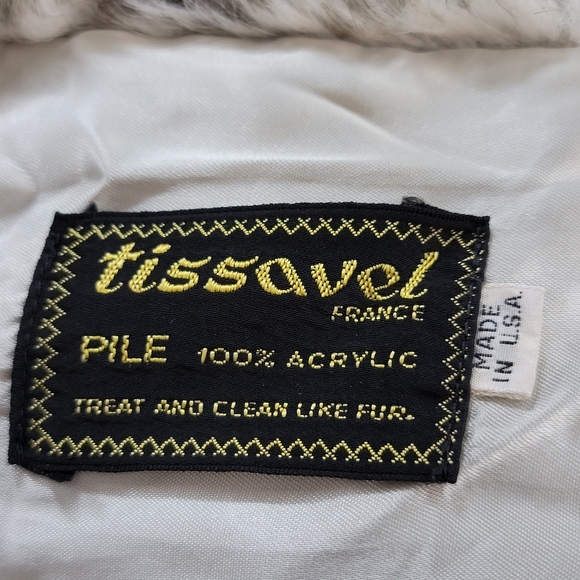 tissavel
FRANCE
PILE 100% ACRYLIC
TREAT AND CLEAN LIKE FUR.
MADE
IN U.S.A.